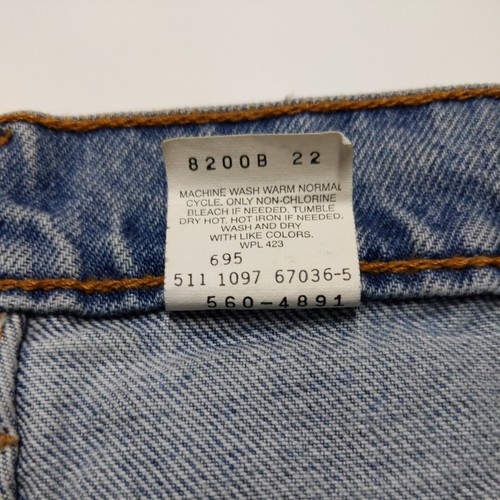 8200B 22
MACHINE WASH WARM NORMAL
CYCLE. ONLY NON-CHLORINE
BLEACH IF NEEDED. TUMBLE
DRY HOT. HOT IRON IF NEEDED.
WASH AND DRY
WITH LIKE COLORS.
WPL 423
695
511 1097 67036-5
560-4891